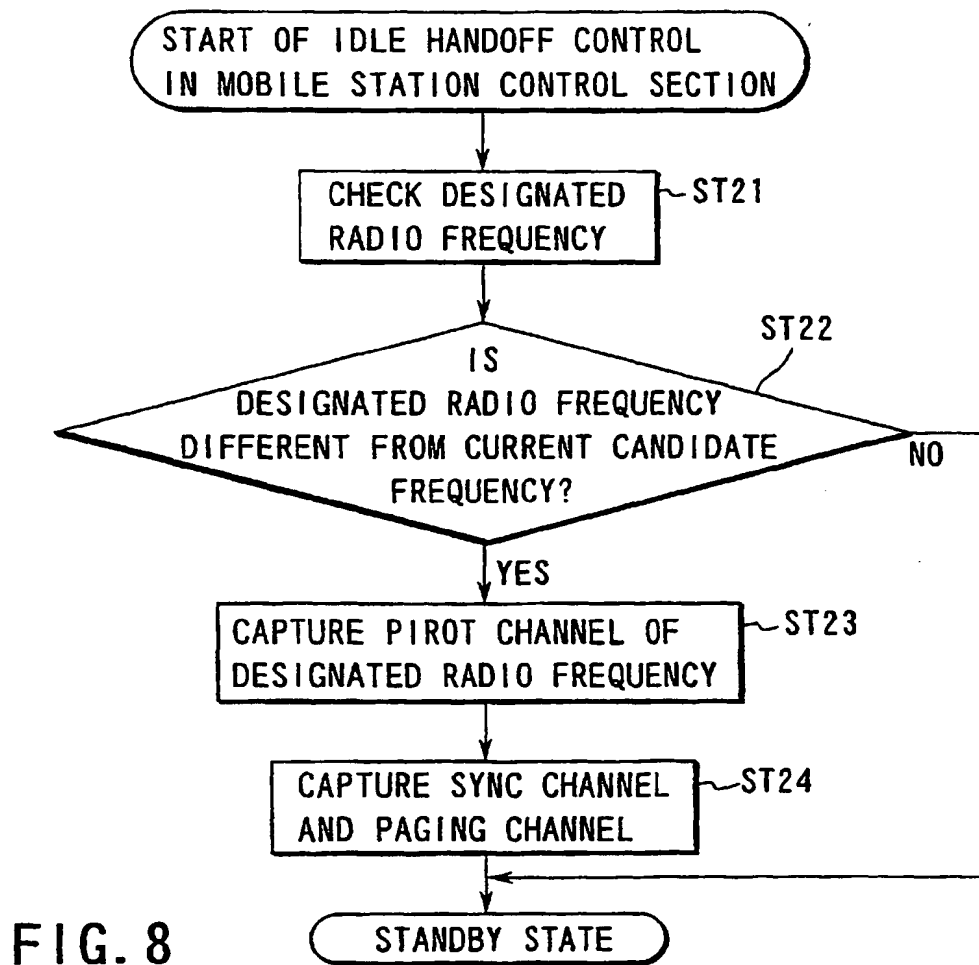 START OF IDLE HANDOFF CONTROL
IN MOBILE STATION CONTROL SECTION
CHECK DESIGNATED
RADIO FREQUENCY
ST21
ST22
IS
DESIGNATED RADIO FREQUENCY
DIFFERENT FROM CURRENT CANDIDATE
FREQUENCY?
NO
YES
CAPTURE PIROT CHANNEL OF
DESIGNATED RADIO FREQUENCY
ST23
CAPTURE SYNC CHANNEL
AND PAGING CHANNEL
ST24
STANDBY STATE
FIG. 8